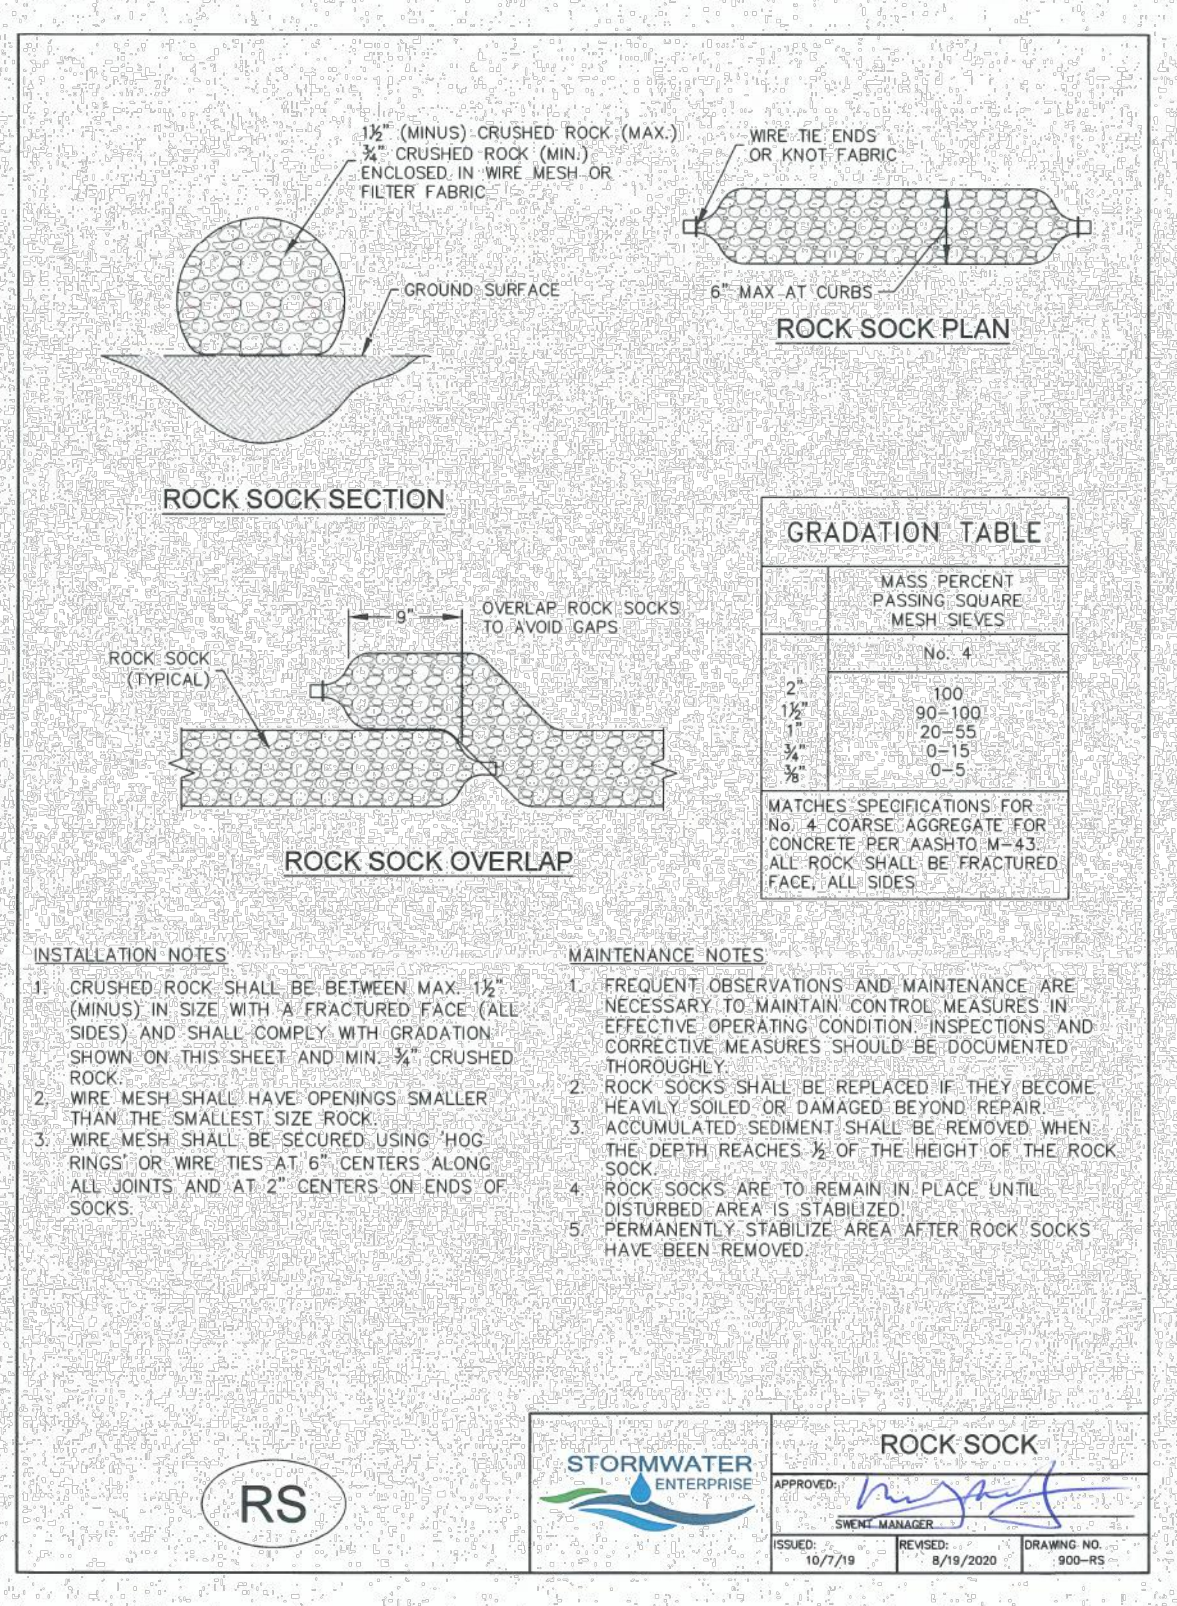 1½" (MINUS) CRUSHED ROCK (MAX.)
¾" CRUSHED ROCK (MIN.)
ENCLOSED IN WIRE MESH OR
FILTER FABRIC
GROUND SURFACE
ROCK SOCK SECTION
WIRE TIE ENDS
OR KNOT FABRIC
6" MAX AT CURBS
ROCK SOCK PLAN
9"
OVERLAP ROCK SOCKS
TO AVOID GAPS
ROCK SOCK
(TYPICAL)
ROCK SOCK OVERLAP
GRADATION TABLE
MASS PERCENT
PASSING SQUARE
MESH SIEVES
No. 4
2" 100
1½" 90-100
1" 20-55
¾" 0-15
⅜" 0-5
MATCHES SPECIFICATIONS FOR
No. 4 COARSE AGGREGATE FOR
CONCRETE PER AASHTO M-43.
ALL ROCK SHALL BE FRACTURED
FACE, ALL SIDES
INSTALLATION NOTES
1. CRUSHED ROCK SHALL BE BETWEEN MAX. 1½"
(MINUS) IN SIZE WITH A FRACTURED FACE (ALL
SIDES) AND SHALL COMPLY WITH GRADATION
SHOWN ON THIS SHEET AND MIN. ¾" CRUSHED
ROCK.
2. WIRE MESH SHALL HAVE OPENINGS SMALLER
THAN THE SMALLEST SIZE ROCK.
3. WIRE MESH SHALL BE SECURED USING 'HOG
RINGS' OR WIRE TIES AT 6" CENTERS ALONG
ALL JOINTS AND AT 2" CENTERS ON ENDS OF
SOCKS.
MAINTENANCE NOTES
1. FREQUENT OBSERVATIONS AND MAINTENANCE ARE
NECESSARY TO MAINTAIN CONTROL MEASURES IN
EFFECTIVE OPERATING CONDITION. INSPECTIONS AND
CORRECTIVE MEASURES SHOULD BE DOCUMENTED
THOROUGHLY.
2. ROCK SOCKS SHALL BE REPLACED IF THEY BECOME
HEAVILY SOILED OR DAMAGED BEYOND REPAIR.
3. ACCUMULATED SEDIMENT SHALL BE REMOVED WHEN
THE DEPTH REACHES ½ OF THE HEIGHT OF THE ROCK
SOCK.
4. ROCK SOCKS ARE TO REMAIN IN PLACE UNTIL
DISTURBED AREA IS STABILIZED.
5. PERMANENTLY STABILIZE AREA AFTER ROCK SOCKS
HAVE BEEN REMOVED.
RS
STORMWATER
ENTERPRISE
ROCK SOCK
APPROVED:
SWENT MANAGER
ISSUED: 10/7/19
REVISED: 8/19/2020
DRAWING NO. 900-RS